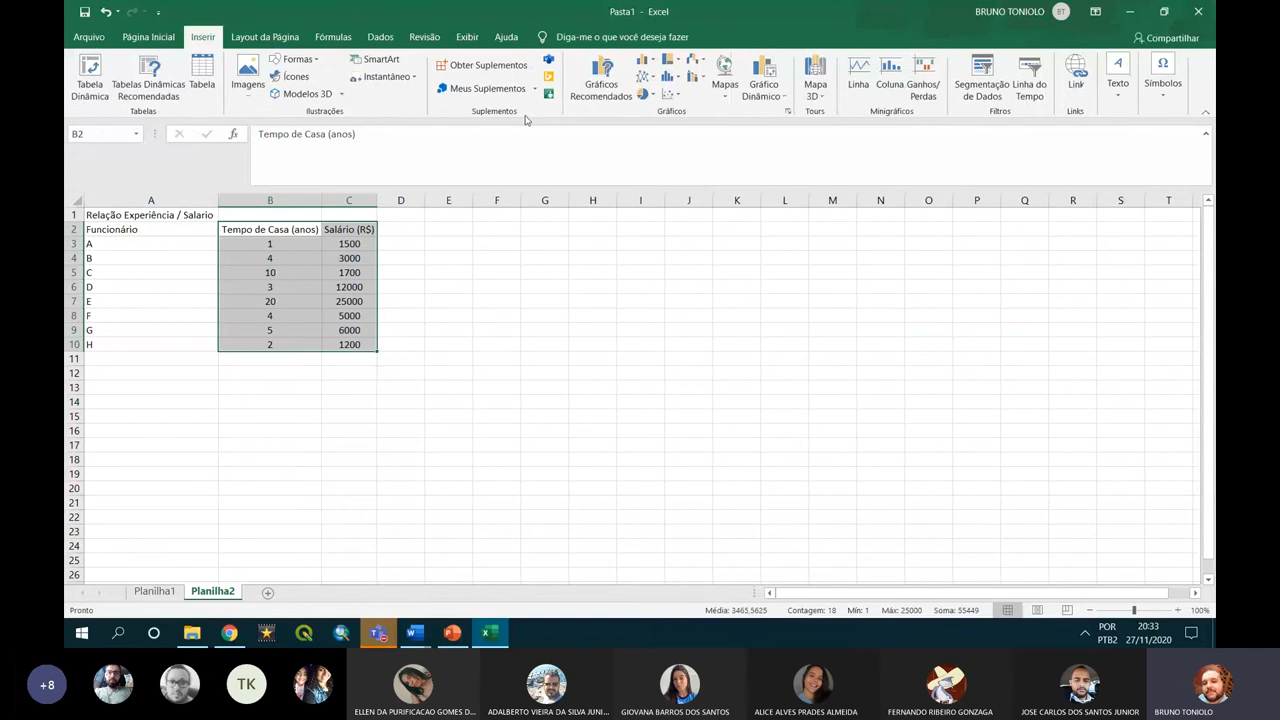 Pasta1 - Excel
BRUNO TONIOLO
BT
Arquivo
Página Inicial
Inserir
Layout da Página
Fórmulas
Dados
Revisão
Exibir
Ajuda
Diga-me o que você deseja fazer
Compartilhar
Tabela
Dinâmica
Tabelas Dinâmicas
Recomendadas
Tabela
Tabelas
Imagens
Formas
Ícones
Modelos 3D
SmartArt
Instantâneo
Ilustrações
Obter Suplementos
Meus Suplementos
Suplementos
Gráficos
Recomendados
Mapas
Gráfico
Dinâmico
Gráficos
Mapa
3D
Tours
Linha
Coluna
Ganhos/
Perdas
Minigráficos
Segmentação
de Dados
Linha do
Tempo
Filtros
Link
Links
Texto
Símbolos
B2
fx
Tempo de Casa (anos)
A B C D E F G H I J K L M N O P Q R S T
1 Relação Experiência / Salario
2 Funcionário Tempo de Casa (anos) Salário (R$)
3 A 1 1500
4 B 4 3000
5 C 10 1700
6 D 3 12000
7 E 20 25000
8 F 4 5000
9 G 5 6000
10 H 2 1200
11
12
13
14
15
16
17
18
19
20
21
22
23
24
25
26
Planilha1
Planilha2
Pronto
Média: 3465,5625
Contagem: 18
Mín: 1
Máx: 25000
Soma: 55449
100%
POR
PTB2
20:33
27/11/2020
+8
TK
ELLEN DA PURIFICACAO GOMES D...
ADALBERTO VIEIRA DA SILVA JUNI...
GIOVANA BARROS DOS SANTOS
ALICE ALVES PRADES ALMEIDA
FERNANDO RIBEIRO GONZAGA
JOSE CARLOS DOS SANTOS JUNIOR
BRUNO TONIOLO